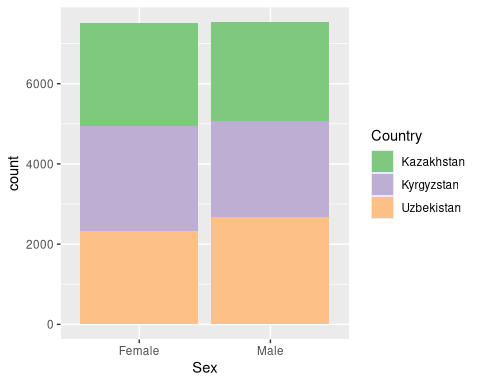 count
6000
4000
2000
0
Female
Male
Sex
Country
Kazakhstan
Kyrgyzstan
Uzbekistan